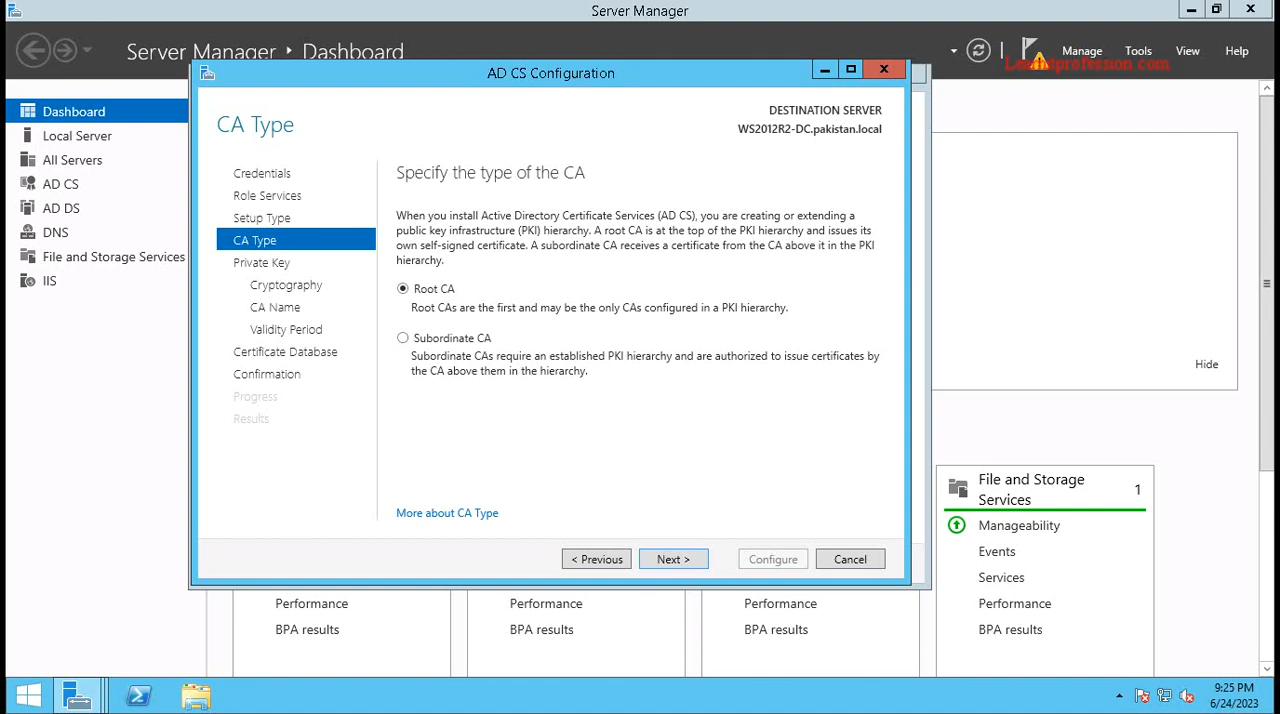 Server Manager
Server Manager ‣ Dashboard
Manage Tools View Help
Learnitprofession.com
AD CS Configuration
Dashboard
Local Server
All Servers
AD CS
AD DS
DNS
File and Storage Services
IIS
CA Type
DESTINATION SERVER
WS2012R2-DC.pakistan.local
Credentials
Role Services
Setup Type
CA Type
Private Key
Cryptography
CA Name
Validity Period
Certificate Database
Confirmation
Progress
Results
Specify the type of the CA
When you install Active Directory Certificate Services (AD CS), you are creating or extending a
public key infrastructure (PKI) hierarchy. A root CA is at the top of the PKI hierarchy and issues its
own self-signed certificate. A subordinate CA receives a certificate from the CA above it in the PKI
hierarchy.
Root CA
Root CAs are the first and may be the only CAs configured in a PKI hierarchy.
Subordinate CA
Subordinate CAs require an established PKI hierarchy and are authorized to issue certificates by
the CA above them in the hierarchy.
More about CA Type
< Previous
Next >
Configure
Cancel
Hide
File and Storage
Services
1
Manageability
Events
Services
Performance
BPA results
Performance
BPA results
Performance
BPA results
Performance
BPA results
9:25 PM
6/24/2023